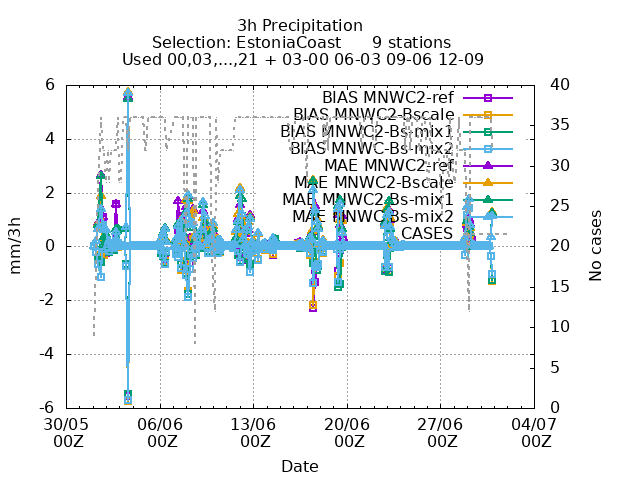 3h Precipitation
Selection: EstoniaCoast 9 stations
Used 00,03,...,21 + 03-00 06-03 09-06 12-09
BIAS MNWC2-ref
BIAS MNWC2-Bscale
BIAS MNWC2-Bs-mix1
BIAS MNWC-Bs-mix2
MAE MNWC2-ref
MAE MNWC2-Bscale
MAE MNWC2-Bs-mix1
MAE MNWC-Bs-mix2
CASES
mm/3h
6
4
2
0
-2
-4
-6
No cases
40
35
30
25
20
15
10
5
0
30/05 06/06 13/06 20/06 27/06 04/07
00Z 00Z 00Z 00Z 00Z 00Z
Date